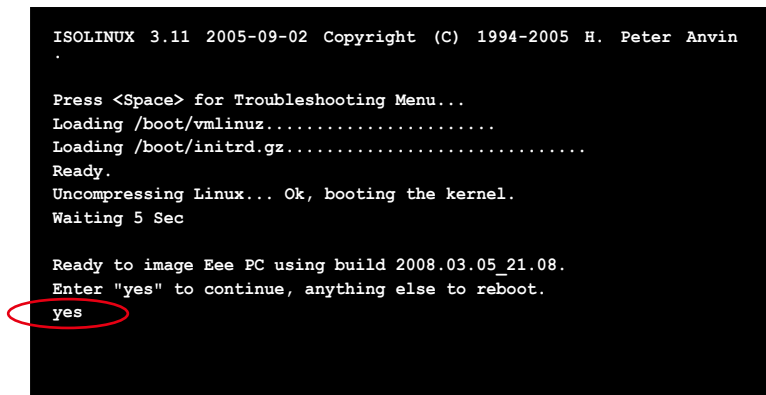 ISOLINUX 3.11 2005-09-02 Copyright (C) 1994-2005 H. Peter Anvin
.
Press <Space> for Troubleshooting Menu...
Loading /boot/vmlinuz.......................
Loading /boot/initrd.gz..............................
Ready.
Uncompressing Linux... Ok, booting the kernel.
Waiting 5 Sec
Ready to image Eee PC using build 2008.03.05_21.08.
Enter "yes" to continue, anything else to reboot.
yes